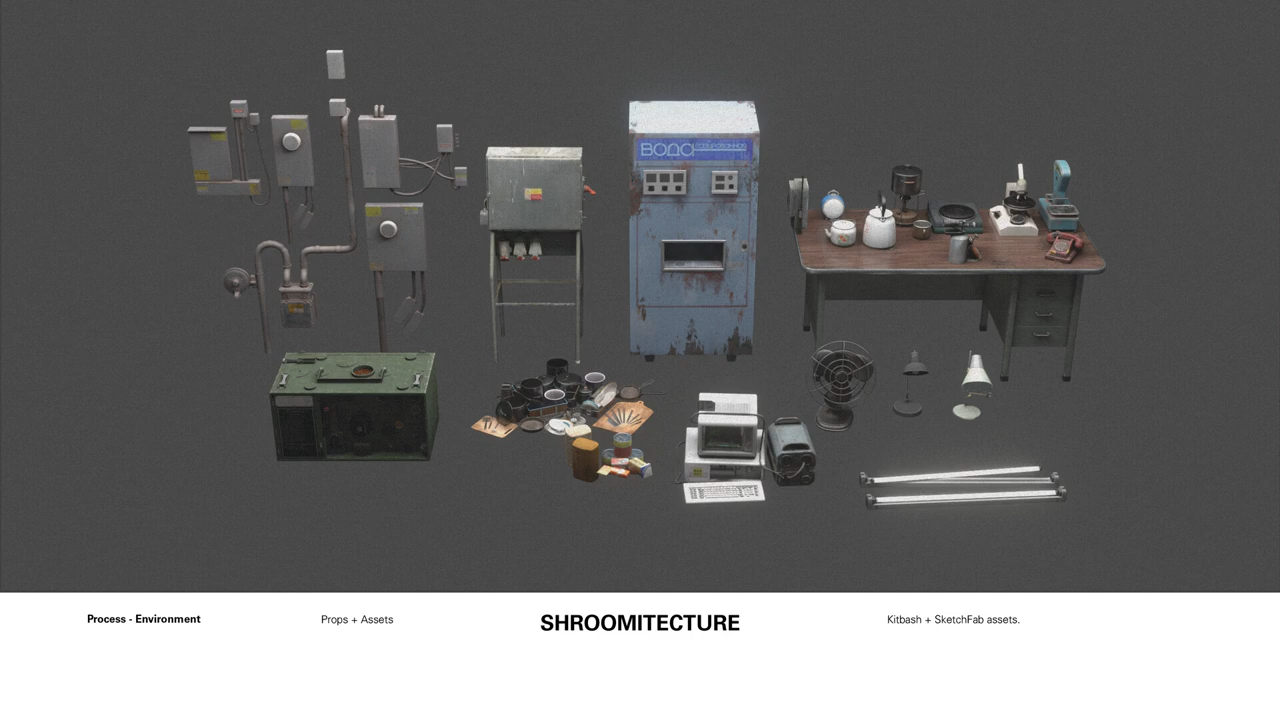 ВОДА
Process - Environment
Props + Assets
SHROOMITECTURE
Kitbash + SketchFab assets.